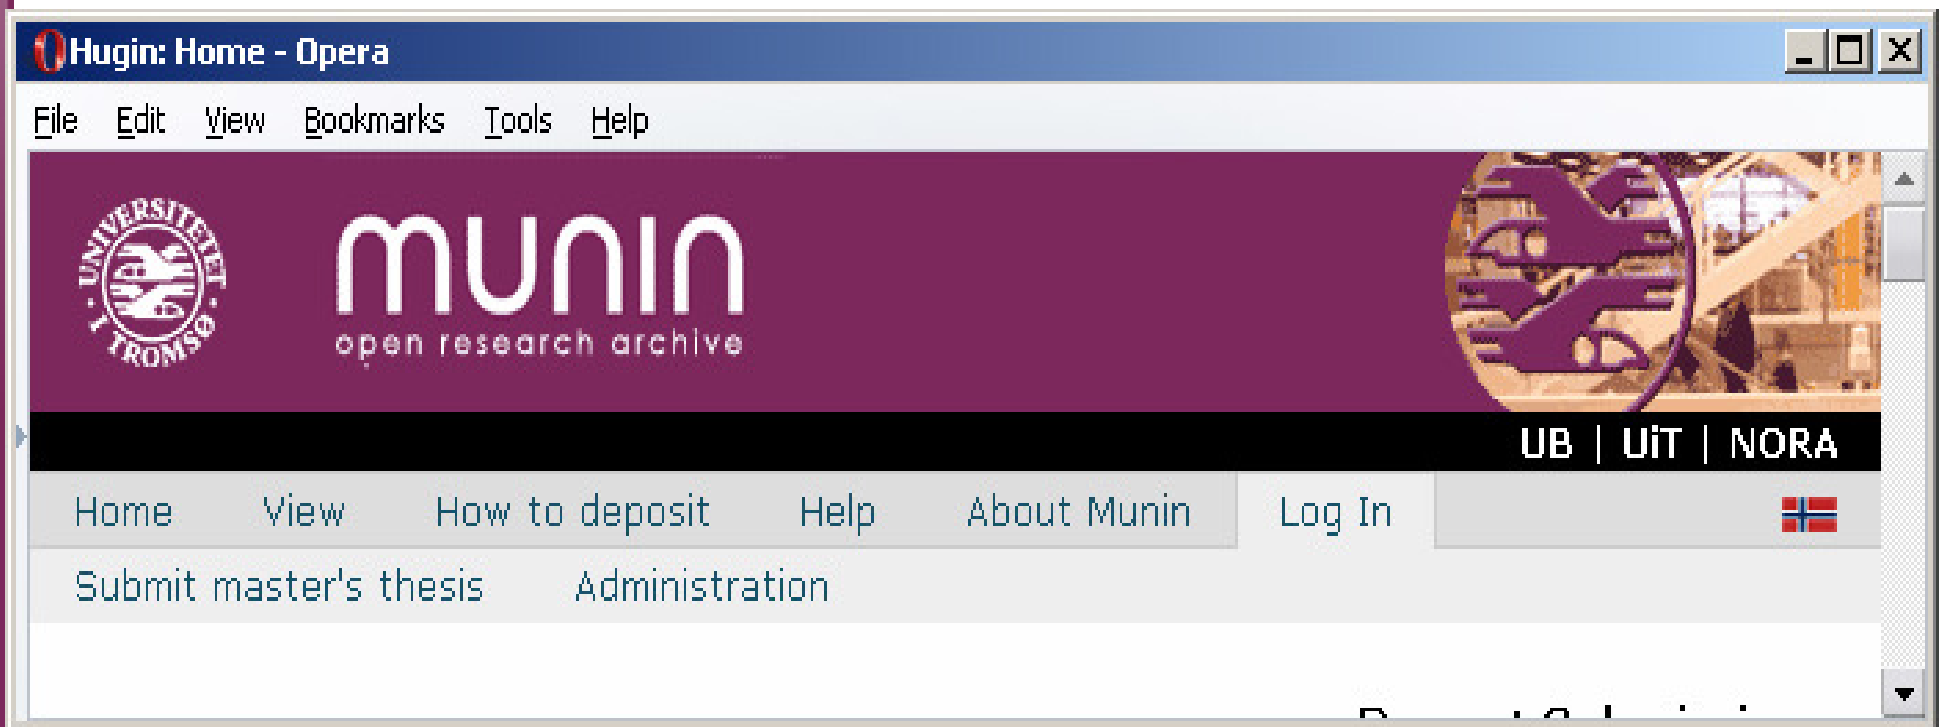 Hugin: Home - Opera
File Edit View Bookmarks Tools Help
UNIVERSITETET I TROMSØ
munin
open research archive
UB | UiT | NORA
Home View How to deposit Help About Munin Log In
Submit master's thesis Administration